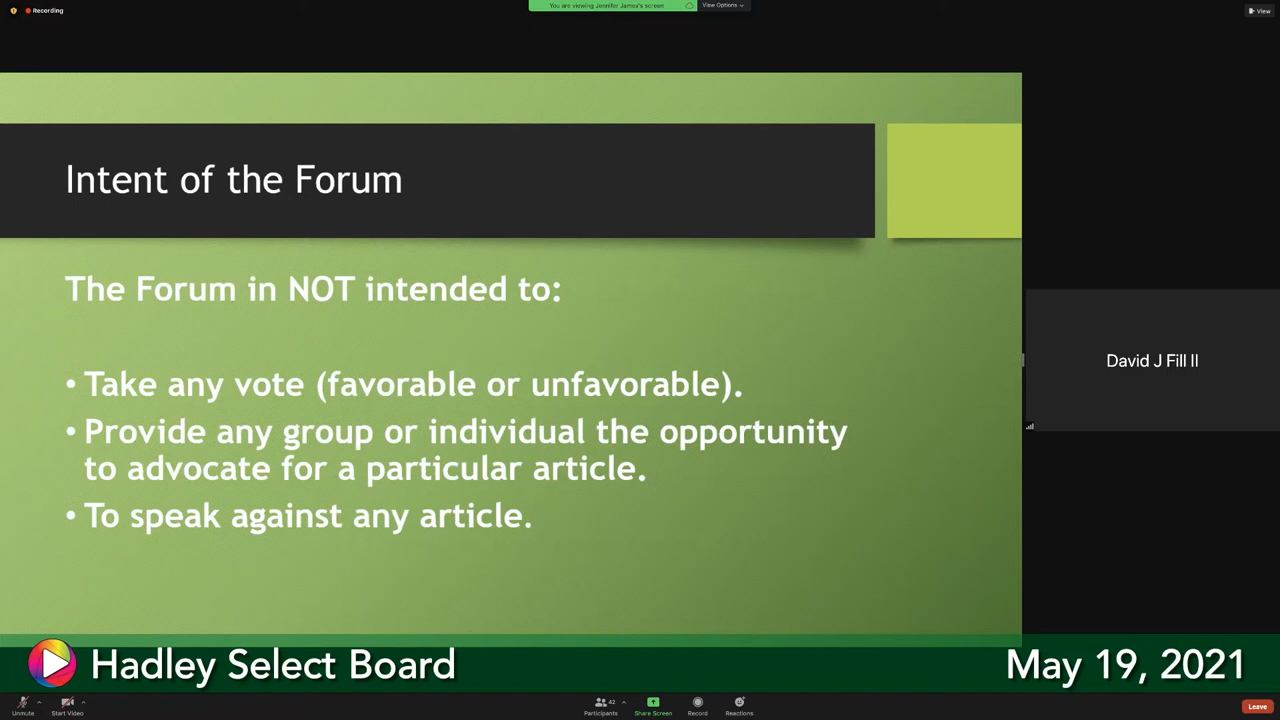 Recording
You are viewing Jennifer James's screen
View Options
View
Intent of the Forum
The Forum in NOT intended to:
• Take any vote (favorable or unfavorable).
• Provide any group or individual the opportunity
to advocate for a particular article.
• To speak against any article.
David J Fill II
Hadley Select Board
May 19, 2021
Unmute
Start Video
42
Participants
Share Screen
Record
Reactions
Leave